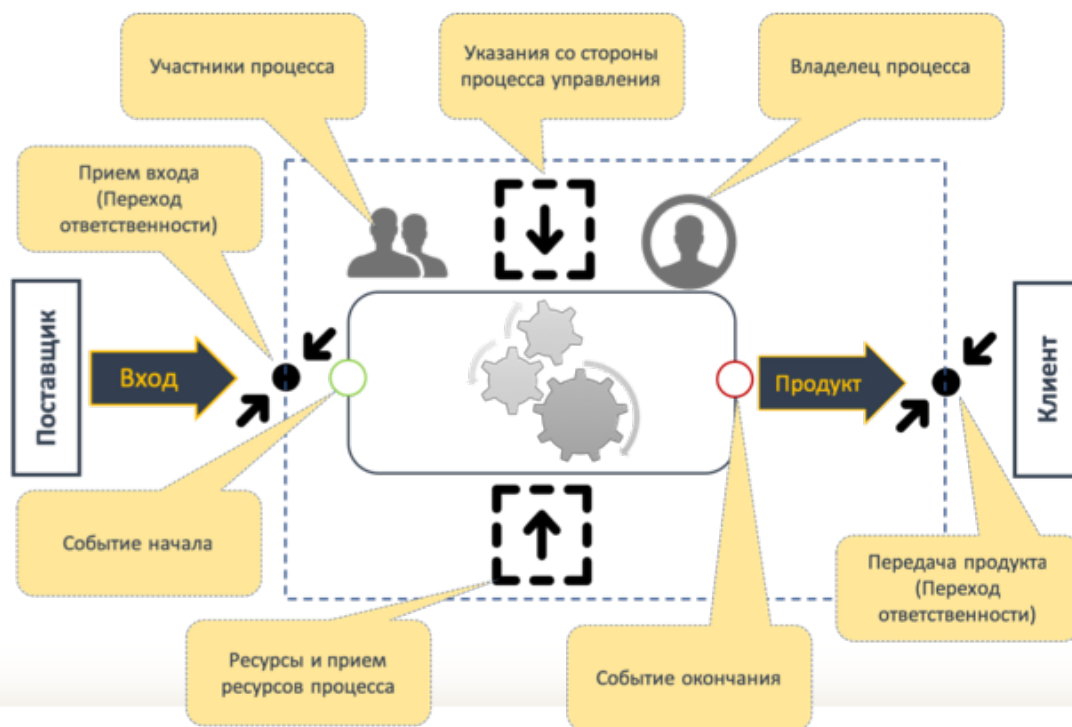 Участники процесса
Указания со стороны
процесса управления
Владелец процесса
Прием входа
(Переход
ответственности)
Поставщик
Вход
Продукт
Клиент
Событие начала
Передача продукта
(Переход
ответственности)
Ресурсы и прием
ресурсов процесса
Событие окончания